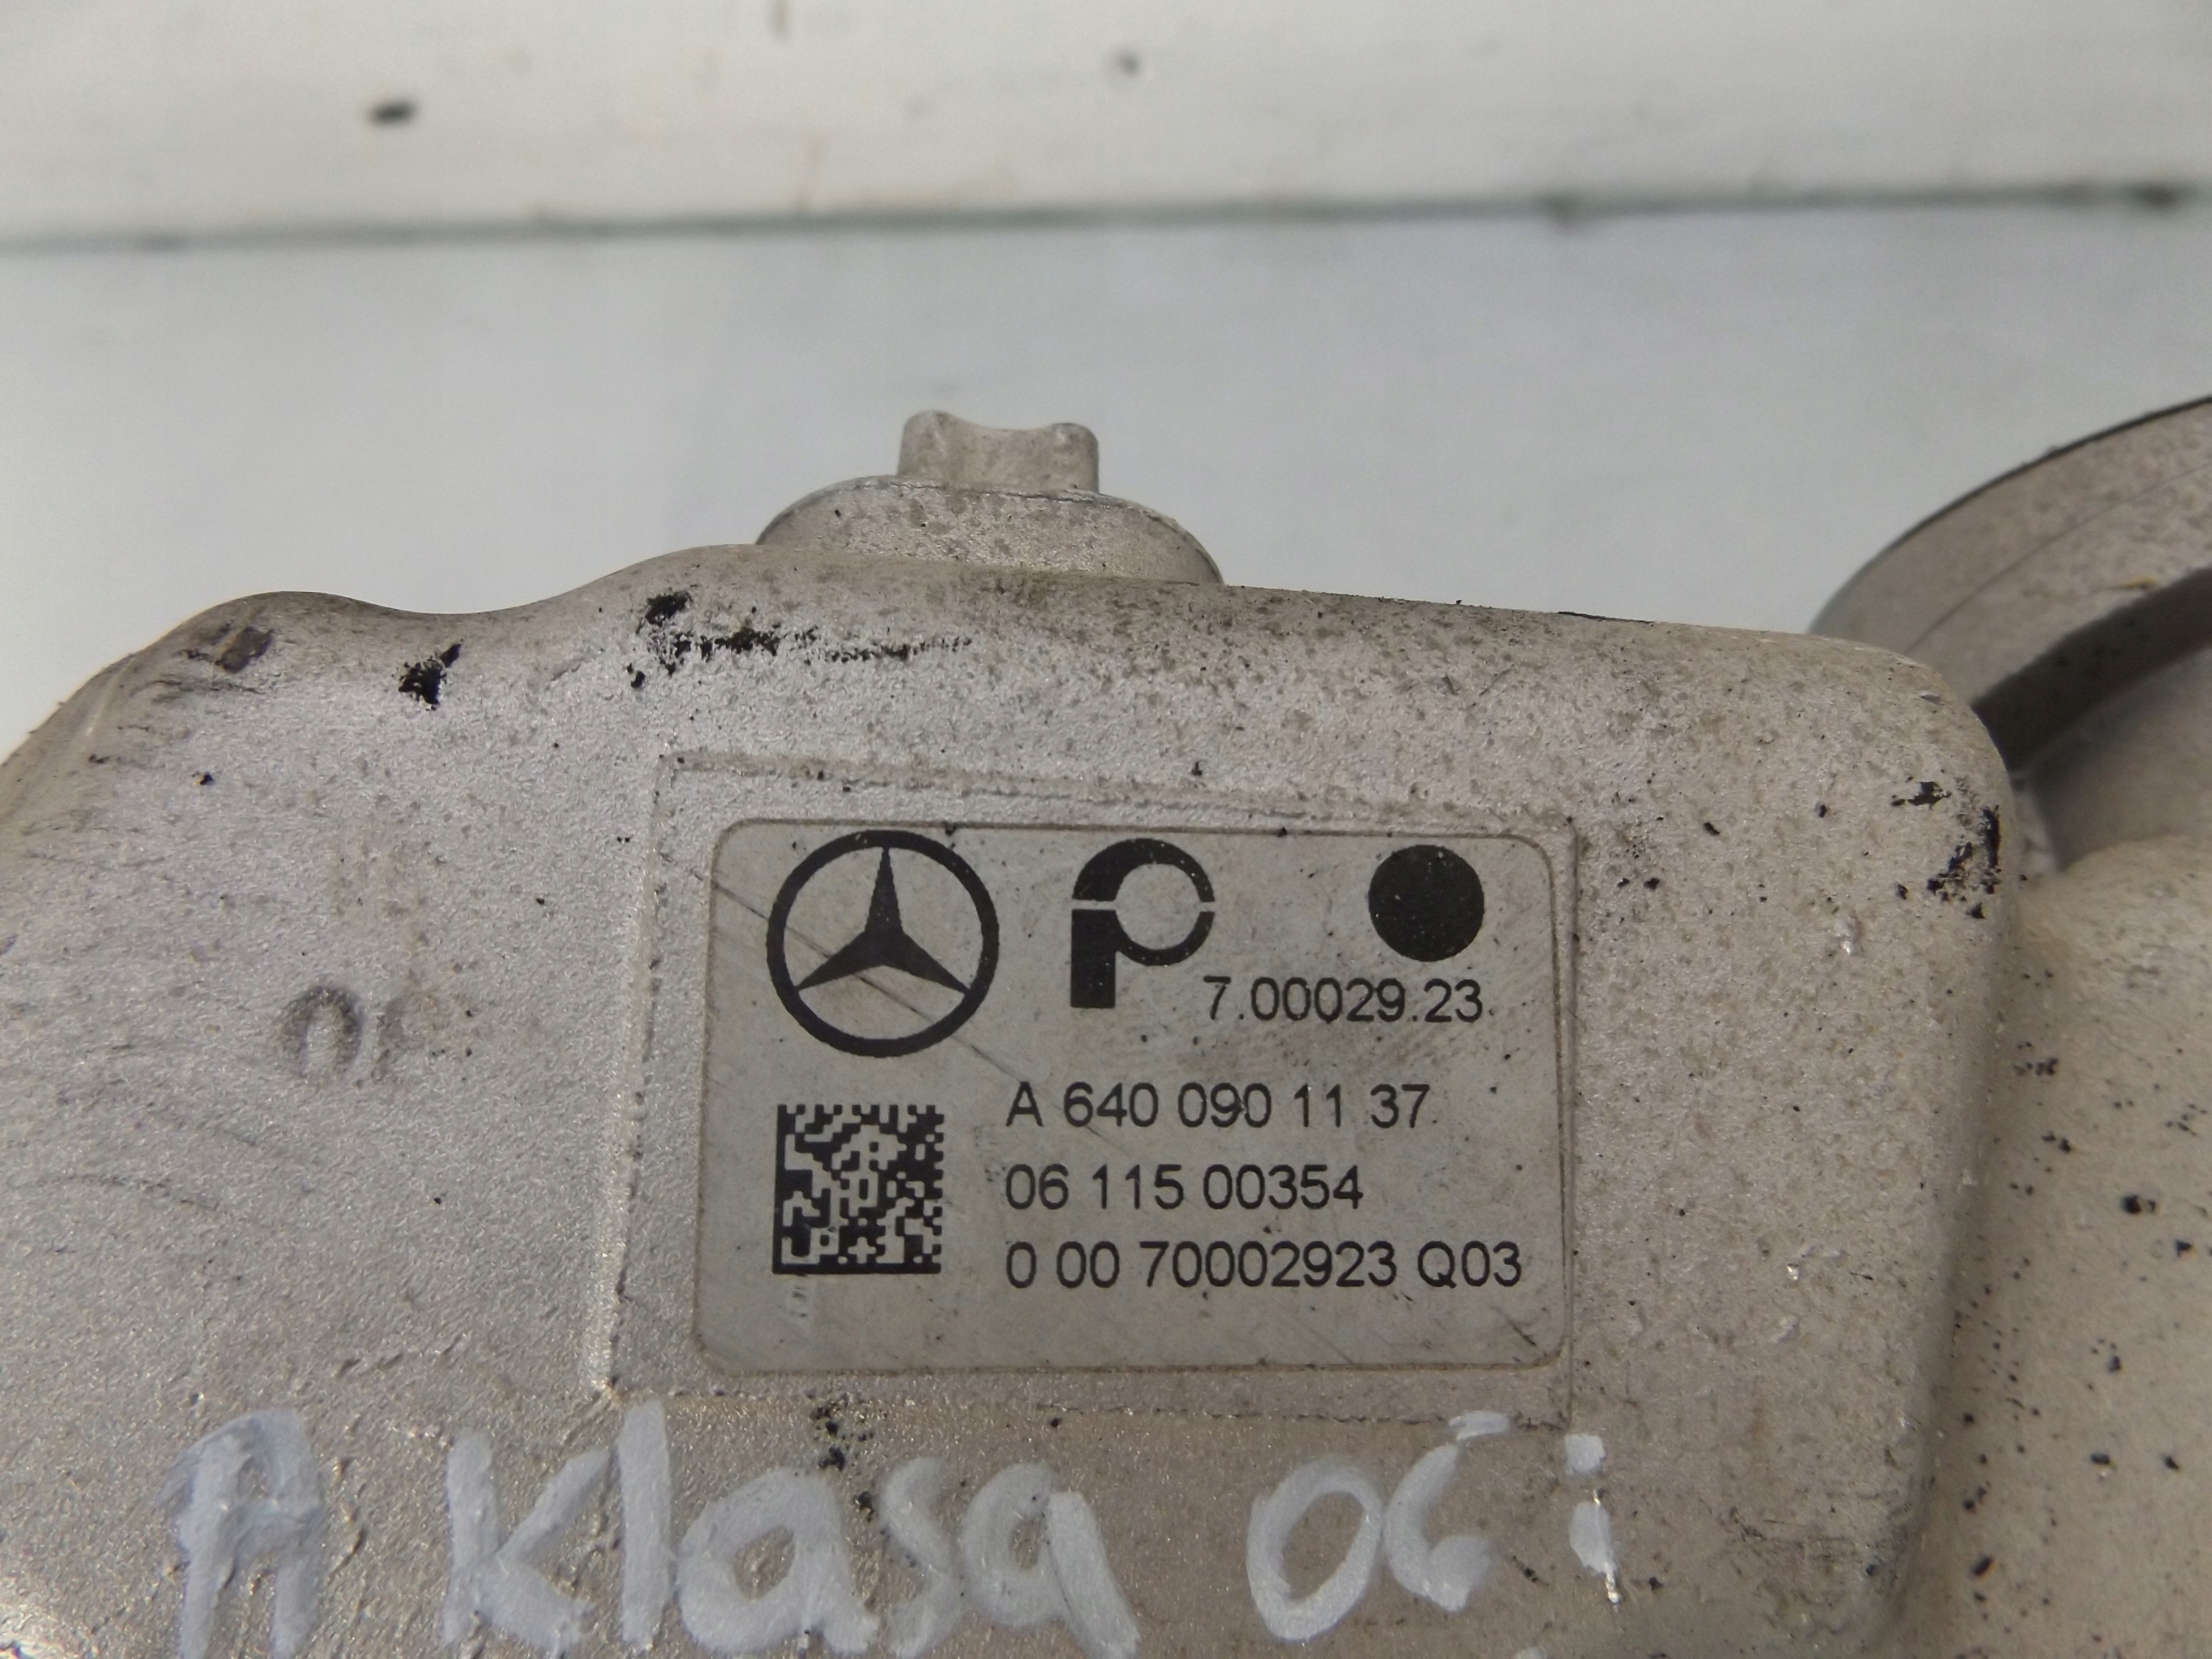 7.00029.23
A 640 090 11 37
06 115 00354
0 00 70002923 Q03
A klasa 06